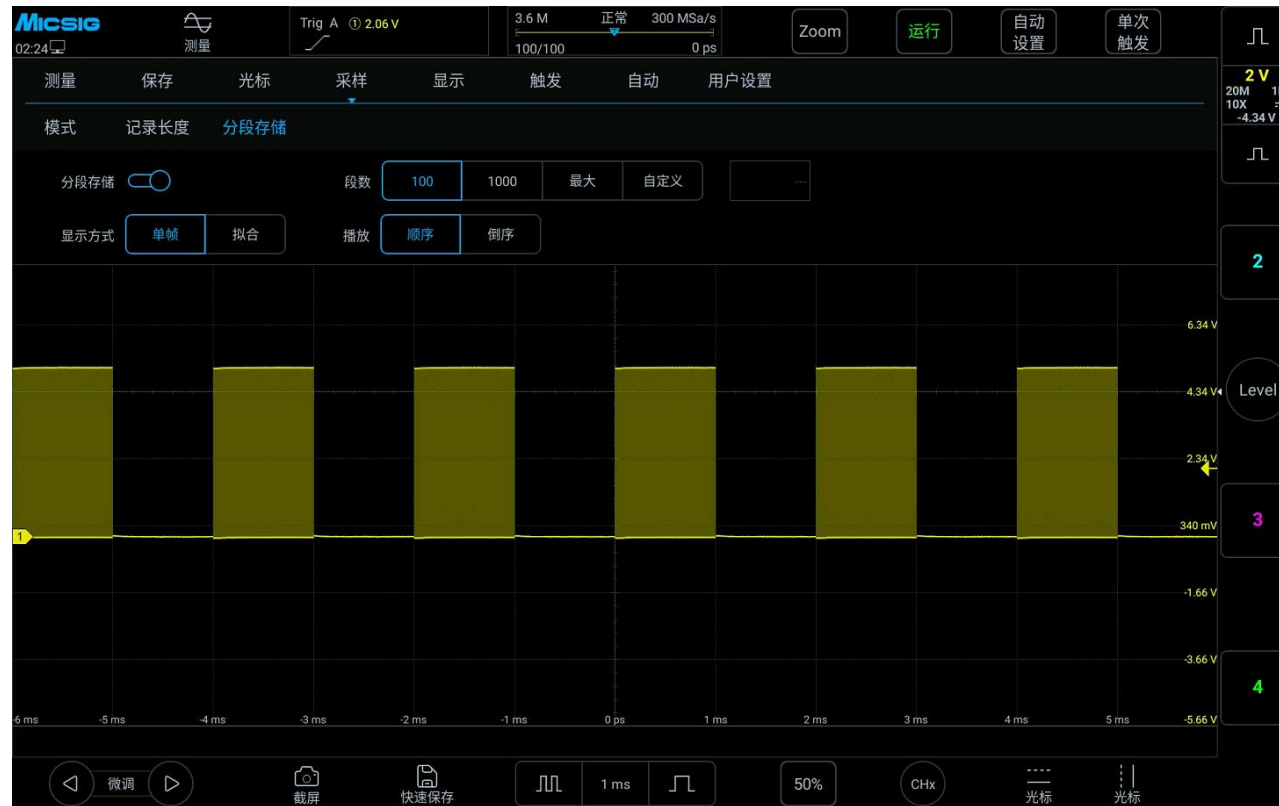 Micsig
02:24
测量
Trig A ① 2.06 V
3.6 M 正常 300 MSa/s
100/100 0 ps
Zoom
运行
自动
设置
单次
触发
测量 保存 光标 采样 显示 触发 自动 用户设置
模式 记录长度 分段存储
分段存储 段数 100 1000 最大 自定义 ---
显示方式 单帧 拟合 播放 顺序 倒序
2 V
20M
10X
-4.34 V
2
Level
3
4
1
6.34 V
4.34 V
2.34 V
340 mV
-1.66 V
-3.66 V
-5.66 V
-6 ms -5 ms -4 ms -3 ms -2 ms -1 ms 0 ps 1 ms 2 ms 3 ms 4 ms 5 ms
微调
截屏
快速保存
1 ms
50%
CHx
光标
光标